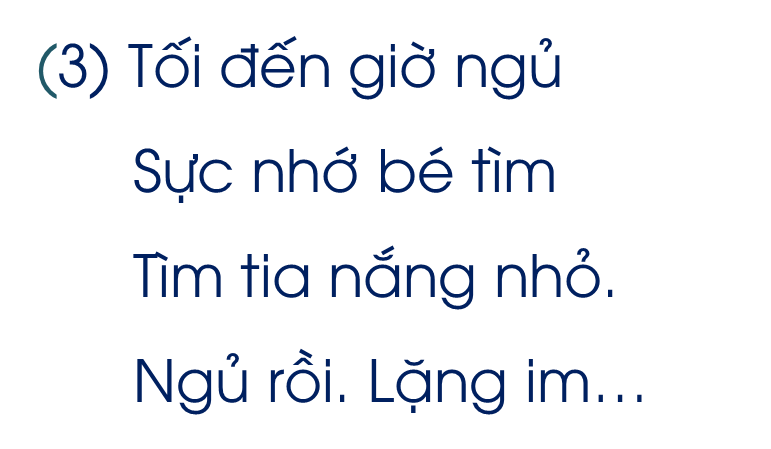 (3) Tối đến giờ ngủ
Sực nhớ bé tìm
Tìm tia nắng nhỏ.
Ngủ rồi. Lặng im...